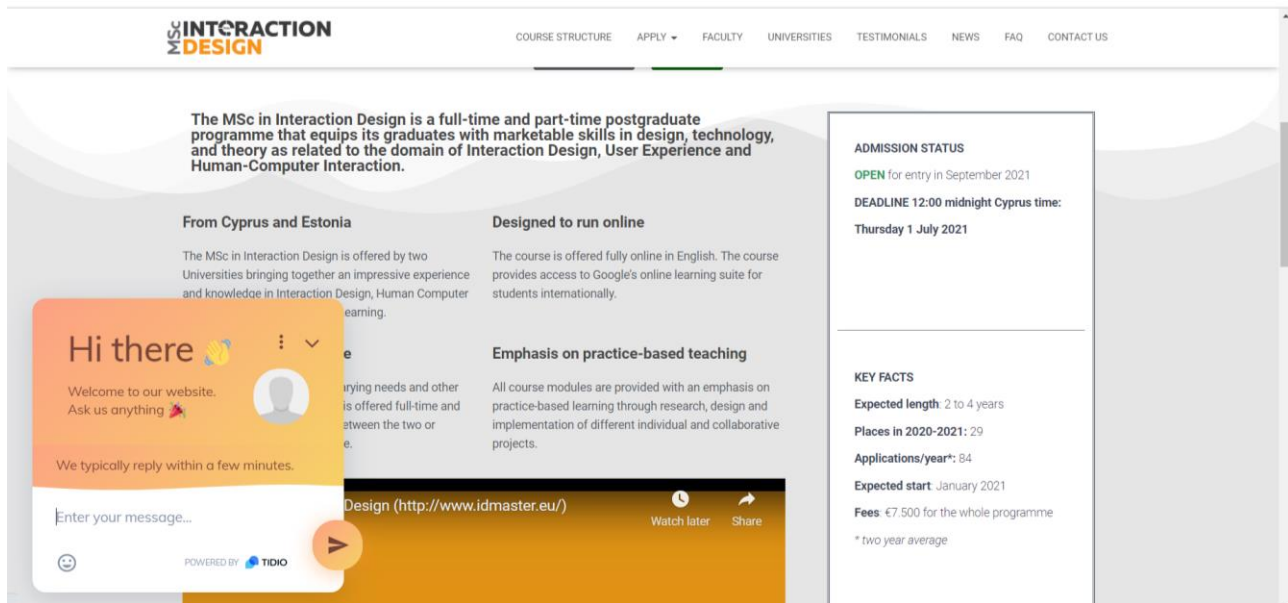 MSc INTERACTION
DESIGN
COURSE STRUCTURE APPLY FACULTY UNIVERSITIES TESTIMONIALS NEWS FAQ CONTACT US
The MSc in Interaction Design is a full-time and part-time postgraduate
programme that equips its graduates with marketable skills in design, technology,
and theory as related to the domain of Interaction Design, User Experience and
Human-Computer Interaction.
From Cyprus and Estonia
The MSc in Interaction Design is offered by two
Universities bringing together an impressive experience
and knowledge in Interaction Design, Human Computer
earning.
Designed to run online
The course is offered fully online in English. The course
provides access to Google's online learning suite for
students internationally.
e
arying needs and other
is offered full-time and
etween the two or
e.
Emphasis on practice-based teaching
All course modules are provided with an emphasis on
practice-based learning through research, design and
implementation of different individual and collaborative
projects.
Design (http://www.idmaster.eu/)
Watch later
Share
ADMISSION STATUS
OPEN for entry in September 2021
DEADLINE 12:00 midnight Cyprus time:
Thursday 1 July 2021
KEY FACTS
Expected length: 2 to 4 years
Places in 2020-2021: 29
Applications/year*: 84
Expected start: January 2021
Fees: €7.500 for the whole programme
* two year average
Hi there 👋
Welcome to our website.
Ask us anything 🎉
We typically reply within a few minutes.
Enter your message...
POWERED BY TIDIO